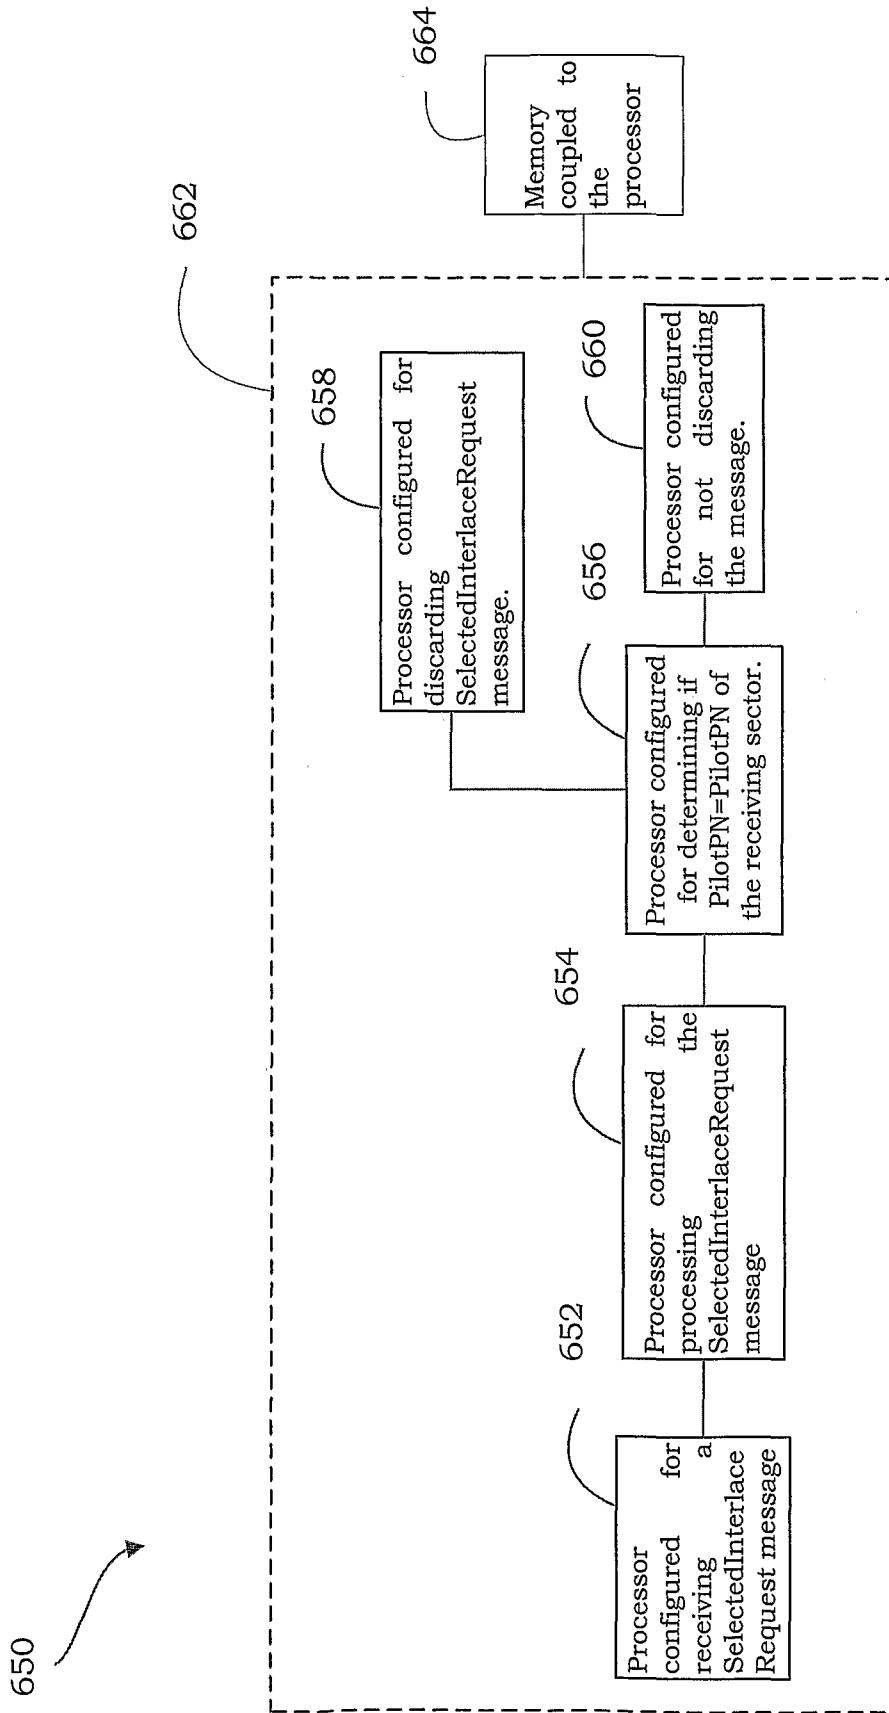 650
662
664
Memory
coupled to
the
processor
658
Processor configured for
discarding
SelectedInterlaceRequest
message.
660
Processor configured
for not discarding
the message.
656
Processor configured
for determining if
PilotPN=PilotPN of
the receiving sector.
654
Processor configured for
processing the
SelectedInterlaceRequest
message
652
Processor
configured for
receiving a
SelectedInterlace
Request message